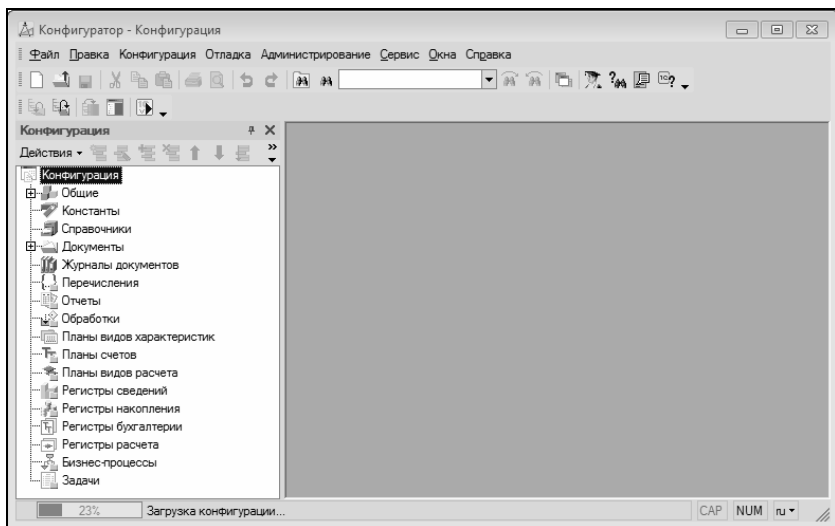 Конфигуратор - Конфигурация
Файл Правка Конфигурация Отладка Администрирование Сервис Окна Справка
Конфигурация
Действия
Конфигурация
Общие
Константы
Справочники
Документы
Журналы документов
Перечисления
Отчеты
Обработки
Планы видов характеристик
Планы счетов
Планы видов расчета
Регистры сведений
Регистры накопления
Регистры бухгалтерии
Регистры расчета
Бизнес-процессы
Задачи
23% Загрузка конфигурации... CAP NUM ru